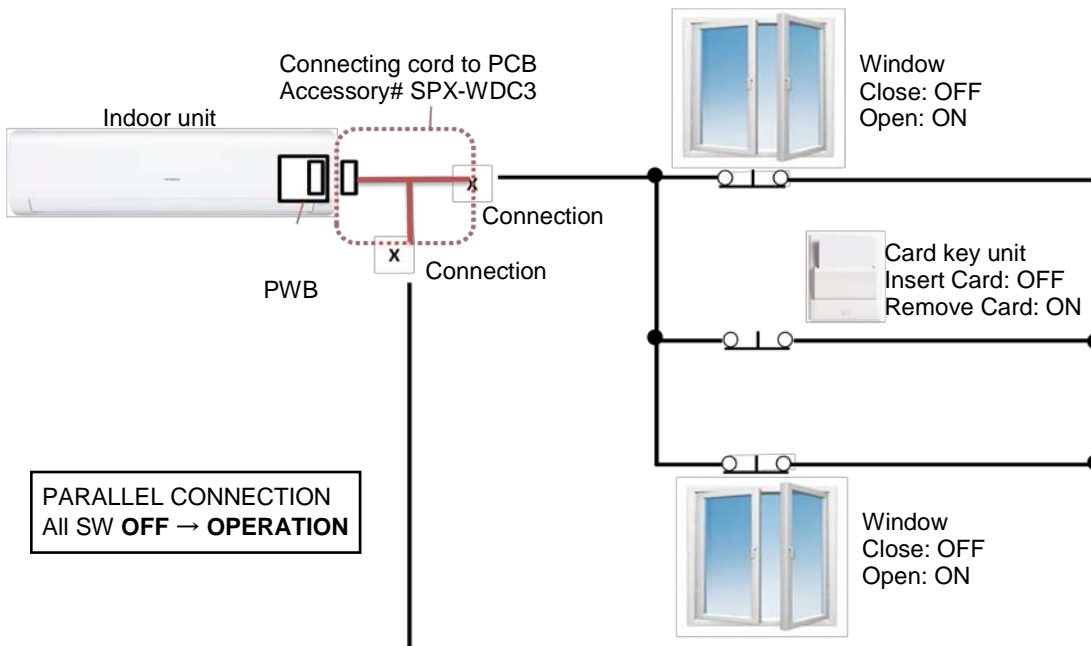 Connecting cord to PCB
Accessory# SPX-WDC3
Indoor unit
Window
Close: OFF
Open: ON
X
Connection
X
Connection
PWB
Card key unit
Insert Card: OFF
Remove Card: ON
PARALLEL CONNECTION
All SW OFF → OPERATION
Window
Close: OFF
Open: ON